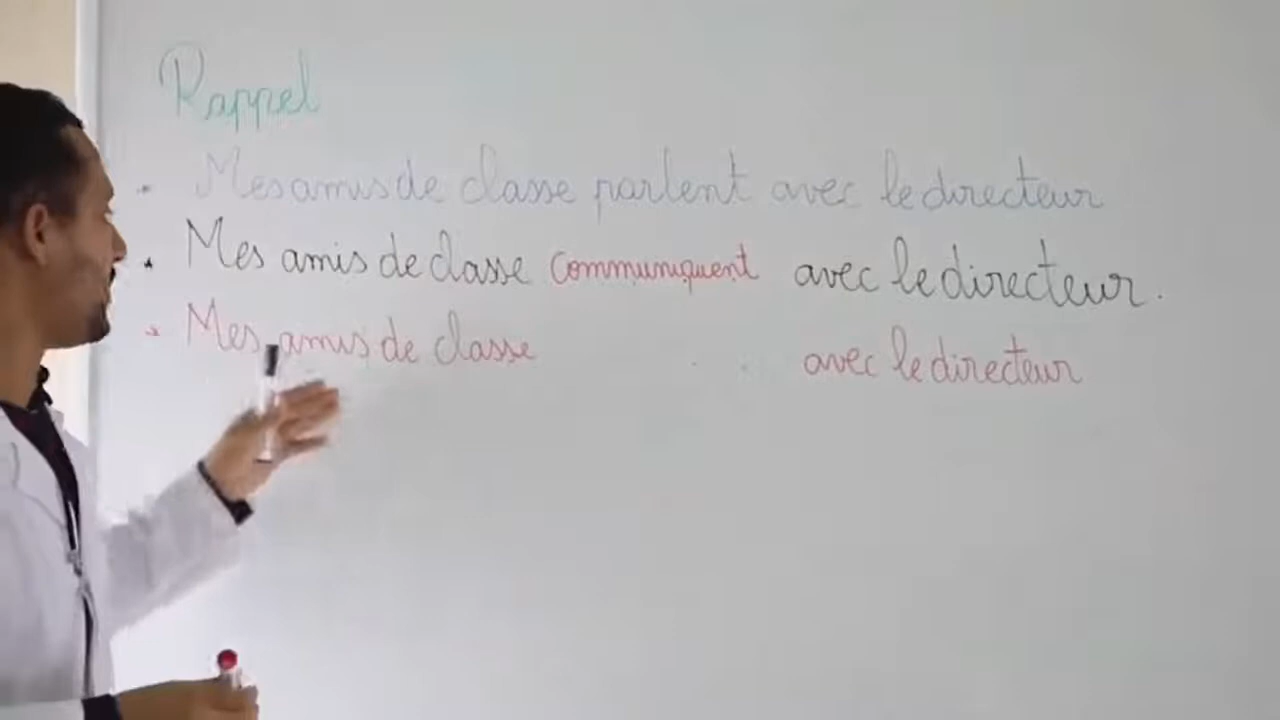 Rappel
Mes amis de classe parlent avec le directeur
Mes amis de classe communiquent avec le directeur.
Mes amis de classe avec le directeur